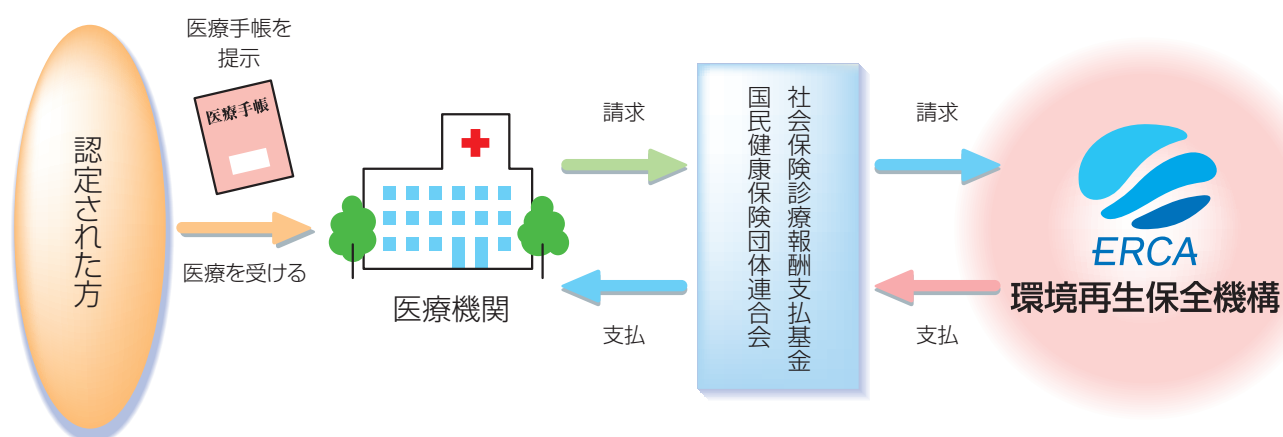 認定された方
医療手帳を
提示
医療手帳
医療を受ける
医療機関
請求
支払
社会保険診療報酬支払基金
国民健康保険団体連合会
請求
支払
ERCA
環境再生保全機構